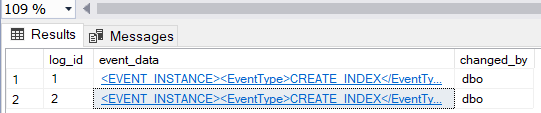 109 %
Results Messages
log_id event_data changed_by
1 1 <EVENT_INSTANCE><EventType>CREATE_INDEX</EventTy... dbo
2 2 <EVENT_INSTANCE><EventType>CREATE_INDEX</EventTy... dbo